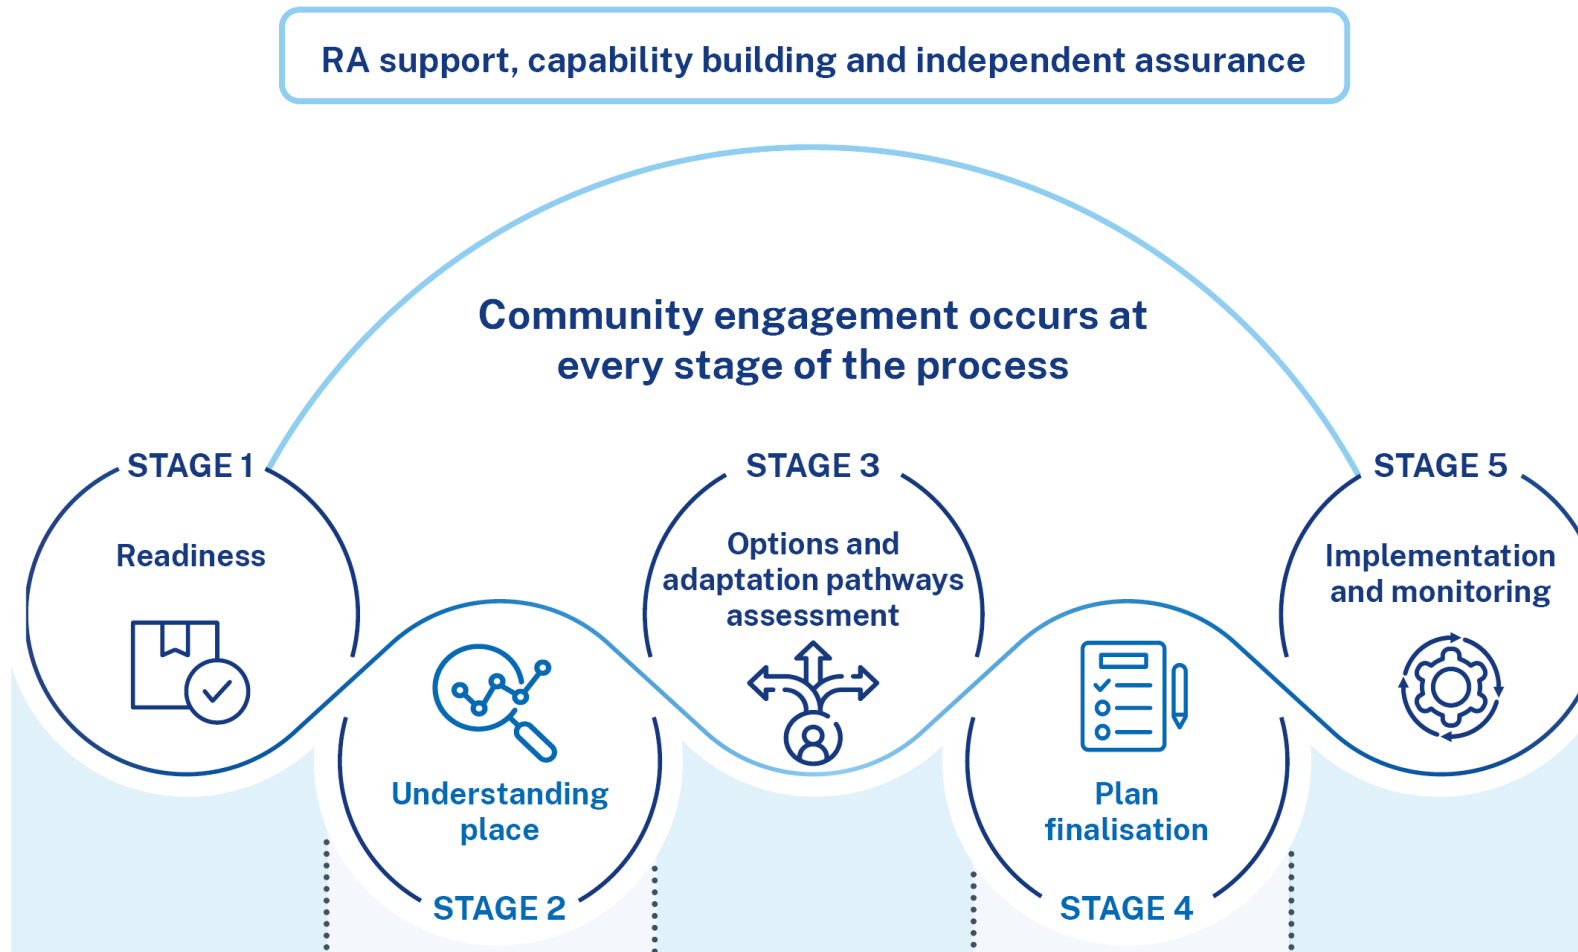 RA support, capability building and independent assurance
Community engagement occurs at
every stage of the process
STAGE 1
Readiness
Understanding
place
STAGE 2
STAGE 3
Options and
adaptation pathways
assessment
Plan
finalisation
STAGE 4
STAGE 5
Implementation
and monitoring